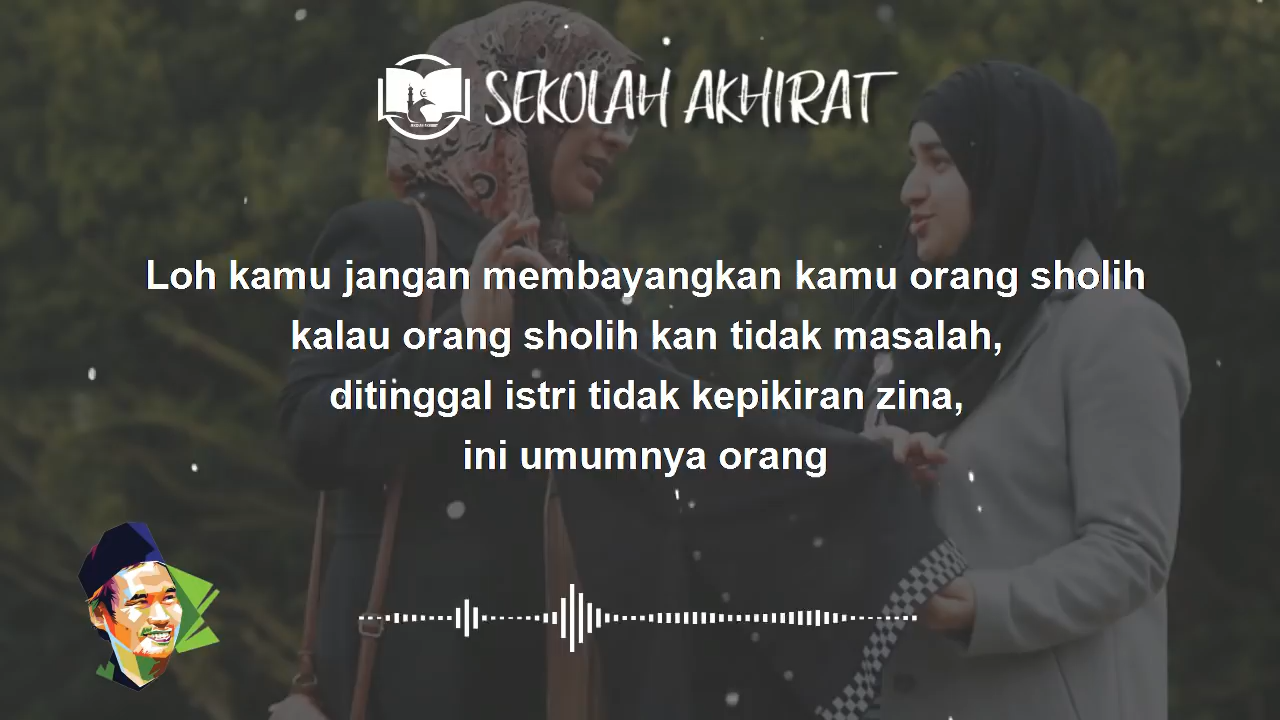 SEKOLAH AKHIRAT
Loh kamu jangan membayangkan kamu orang sholih
kalau orang sholih kan tidak masalah,
ditinggal istri tidak kepikiran zina,
ini umumnya orang